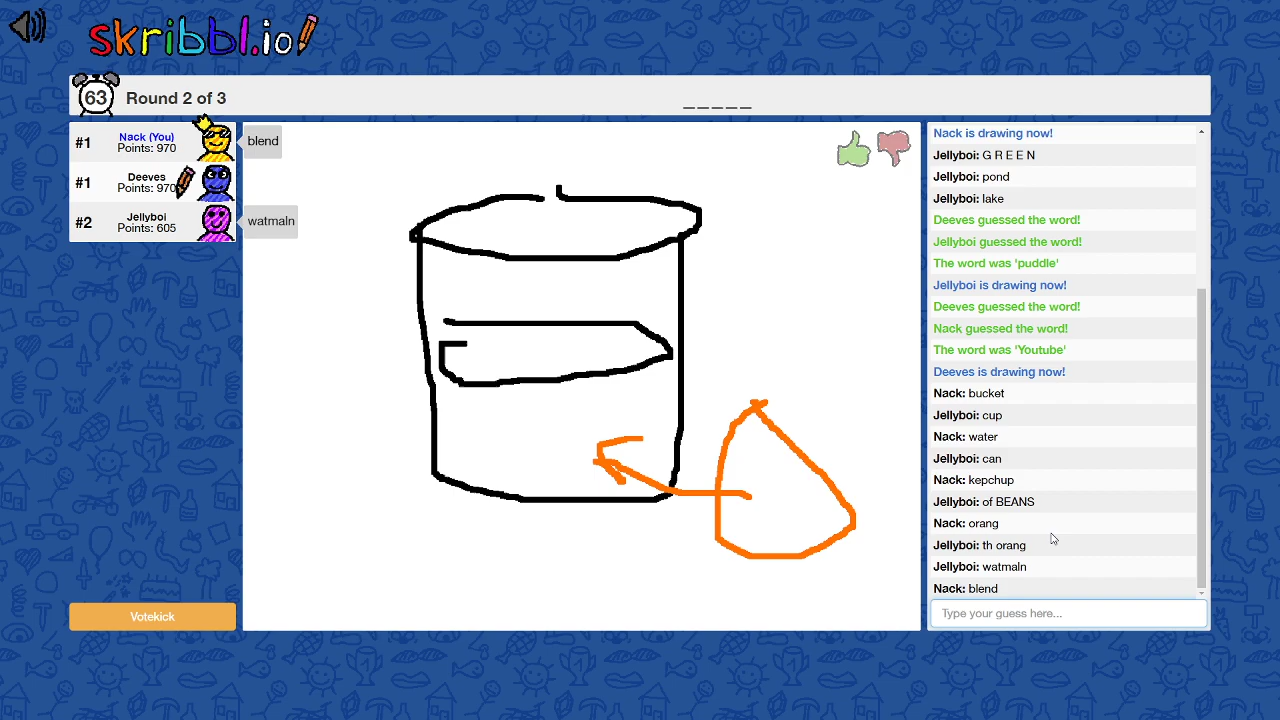 skribbl.io
63
Round 2 of 3
_ _ _ _ _
#1
Nack (You)
Points: 970
blend
#1
Deeves
Points: 970
#2
Jellyboi
Points: 605
watmaln
Votekick
Nack is drawing now!
Jellyboi: G R E E N
Jellyboi: pond
Jellyboi: lake
Deeves guessed the word!
Jellyboi guessed the word!
The word was 'puddle'
Jellyboi is drawing now!
Deeves guessed the word!
Nack guessed the word!
The word was 'Youtube'
Deeves is drawing now!
Nack: bucket
Jellyboi: cup
Nack: water
Jellyboi: can
Nack: kepchup
Jellyboi: of BEANS
Nack: orang
Jellyboi: th orang
Jellyboi: watmaln
Nack: blend
Type your guess here...